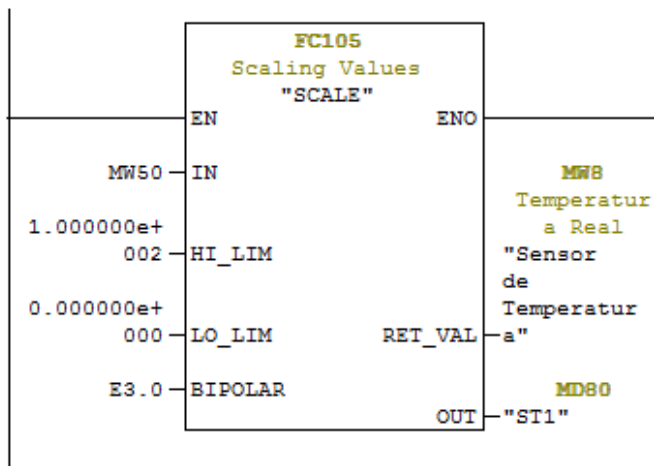 FC105
Scaling Values
"SCALE"
EN ENO
MW50 IN MW8
Temperatur
1.000000e+ a Real
002 HI_LIM "Sensor
de
0.000000e+ Temperatur
000 LO_LIM RET_VAL a"
E3.0 BIPOLAR MD80
OUT "ST1"